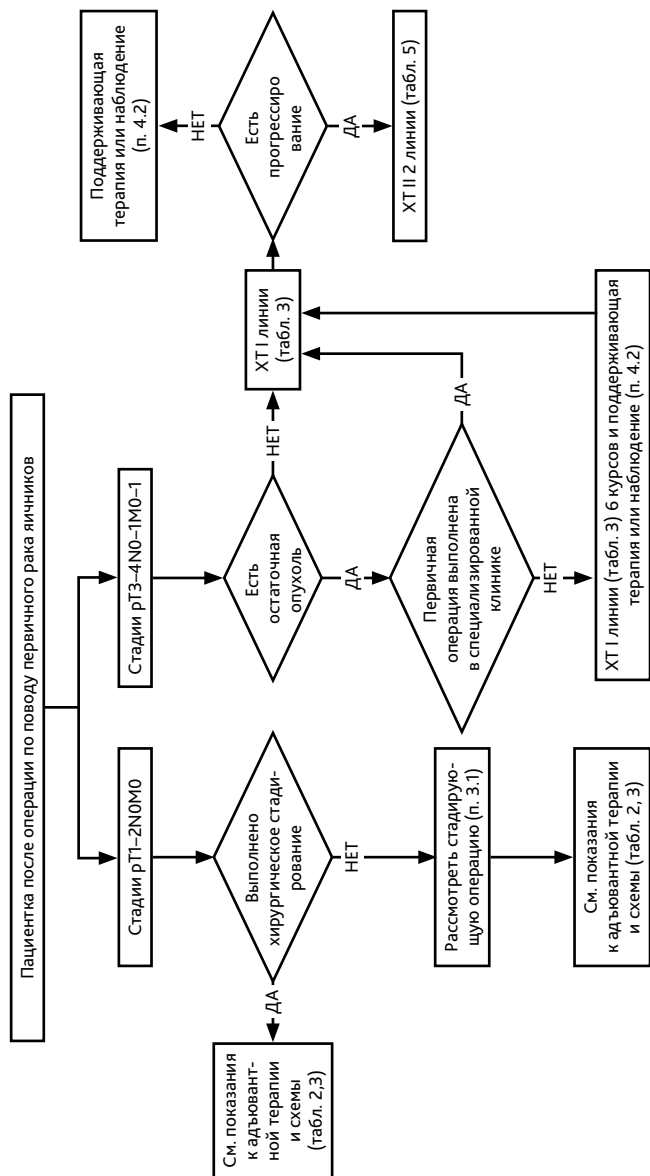 Пациентка после операции по поводу первичного рака яичников
Стадии pT1–2N0M0
Стадии pT3–4N0–1M0–1
Выполнено
хирургическое стади-
рование
ДА
НЕТ
См. показания
к адъювант-
ной терапии
и схемы
(табл. 2,3)
Рассмотреть стадирую-
щую операцию (п. 3.1)
См. показания
к адъювантной терапии
и схемы (табл. 2, 3)
Есть
остаточная
опухоль
НЕТ
ДА
Первичная
операция выполнена
в специализированной
клинике
ДА
НЕТ
ХТ I линии (табл. 3) 6 курсов и поддерживающая
терапия или наблюдение (п. 4.2)
ХТ I линии
(табл. 3)
Есть
прогрессиро
вание
НЕТ
ДА
Поддерживающая
терапия или наблюдение
(п. 4.2)
ХТ II 2 линии (табл. 5)